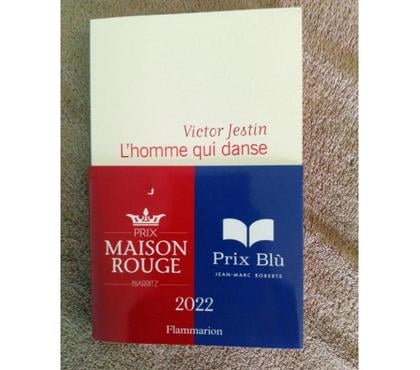 Victor Jestin
L'homme qui danse
PRIX
MAISON
ROUGE
BIARRITZ
Prix Blù
JEAN-MARC ROBERTS
2022
Flammarion